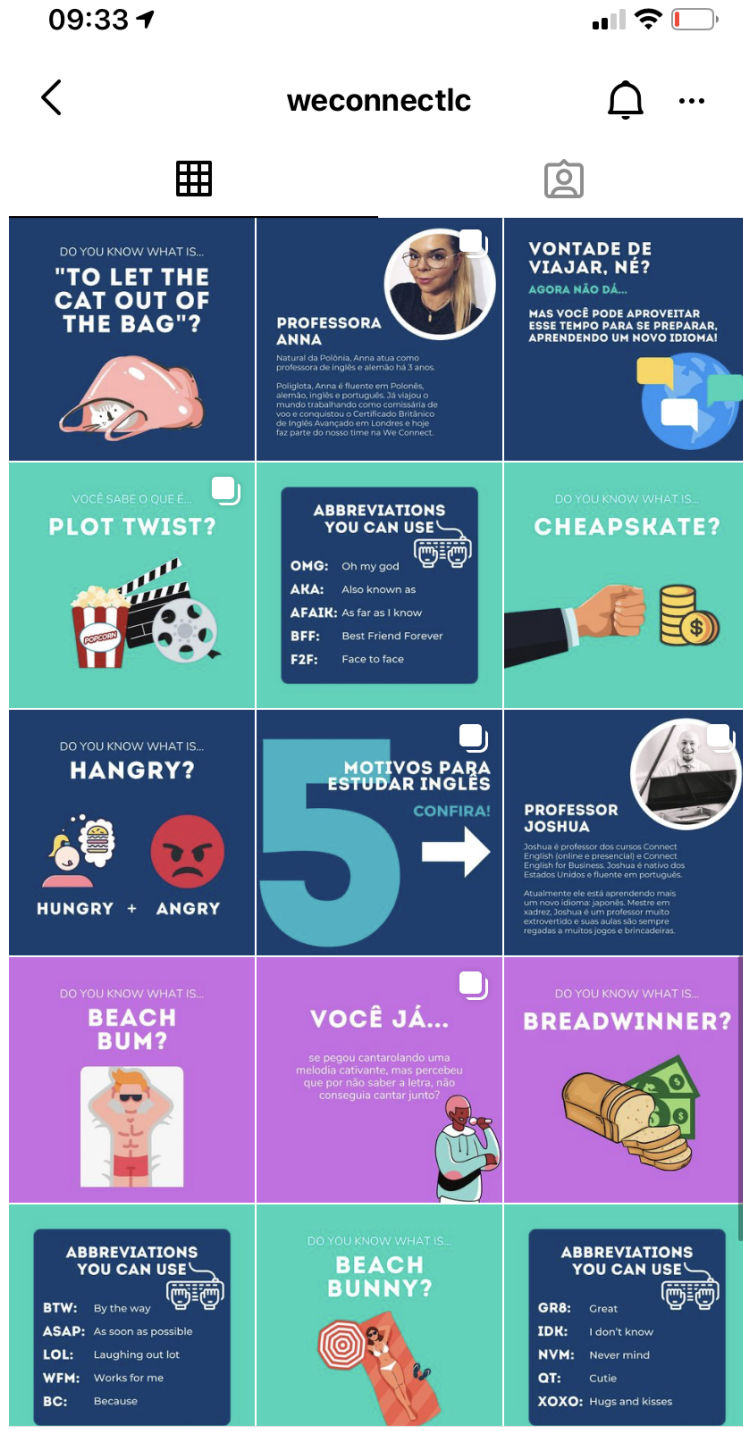 09:33
weconnectlc
DO YOU KNOW WHAT IS...
"TO LET THE
CAT OUT OF
THE BAG"?
PROFESSORA
ANNA
Natural da Polônia, Anna atua como
professora de inglês e alemão há 3 anos.
Poliglota, Anna é fluente em Polonês,
alemão, inglês e português. Já viajou o
mundo trabalhando como comissária de
voo e conquistou o Certificado Britânico
de Inglês Avançado em Londres e hoje
faz parte do nosso time na We Connect.
VONTADE DE
VIAJAR, NÉ?
AGORA NÃO DÁ...
MAS VOCÊ PODE APROVEITAR
ESSE TEMPO PARA SE PREPARAR,
APRENDENDO UM NOVO IDIOMA!
VOCÊ SABE O QUE É...
PLOT TWIST?
POPCORN
ABBREVIATIONS
YOU CAN USE
OMG: Oh my god
AKA: Also known as
AFAIK: As far as I know
BFF: Best Friend Forever
F2F: Face to face
DO YOU KNOW WHAT IS...
CHEAPSKATE?
DO YOU KNOW WHAT IS...
HANGRY?
HUNGRY + ANGRY
5
MOTIVOS PARA
ESTUDAR INGLÊS
CONFIRA!
PROFESSOR
JOSHUA
Joshua é professor dos cursos Connect
English (online e presencial) e Connect
English for Business. Joshua é nativo dos
Estados Unidos e fluente em português.
Atualmente ele está aprendendo mais
um novo idioma: japonês. Mestre em
xadrez, Joshua é um professor muito
extrovertido e suas aulas são sempre
regadas a muitos jogos e brincadeiras.
DO YOU KNOW WHAT IS...
BEACH
BUM?
VOCÊ JÁ...
se pegou cantarolando uma
melodia cativante, mas percebeu
que por não saber a letra, não
conseguia cantar junto?
DO YOU KNOW WHAT IS...
BREADWINNER?
ABBREVIATIONS
YOU CAN USE
BTW: By the way
ASAP: As soon as possible
LOL: Laughing out lot
WFM: Works for me
BC: Because
DO YOU KNOW WHAT IS...
BEACH
BUNNY?
ABBREVIATIONS
YOU CAN USE
GR8: Great
IDK: I don't know
NVM: Never mind
QT: Cutie
XOXO: Hugs and kisses